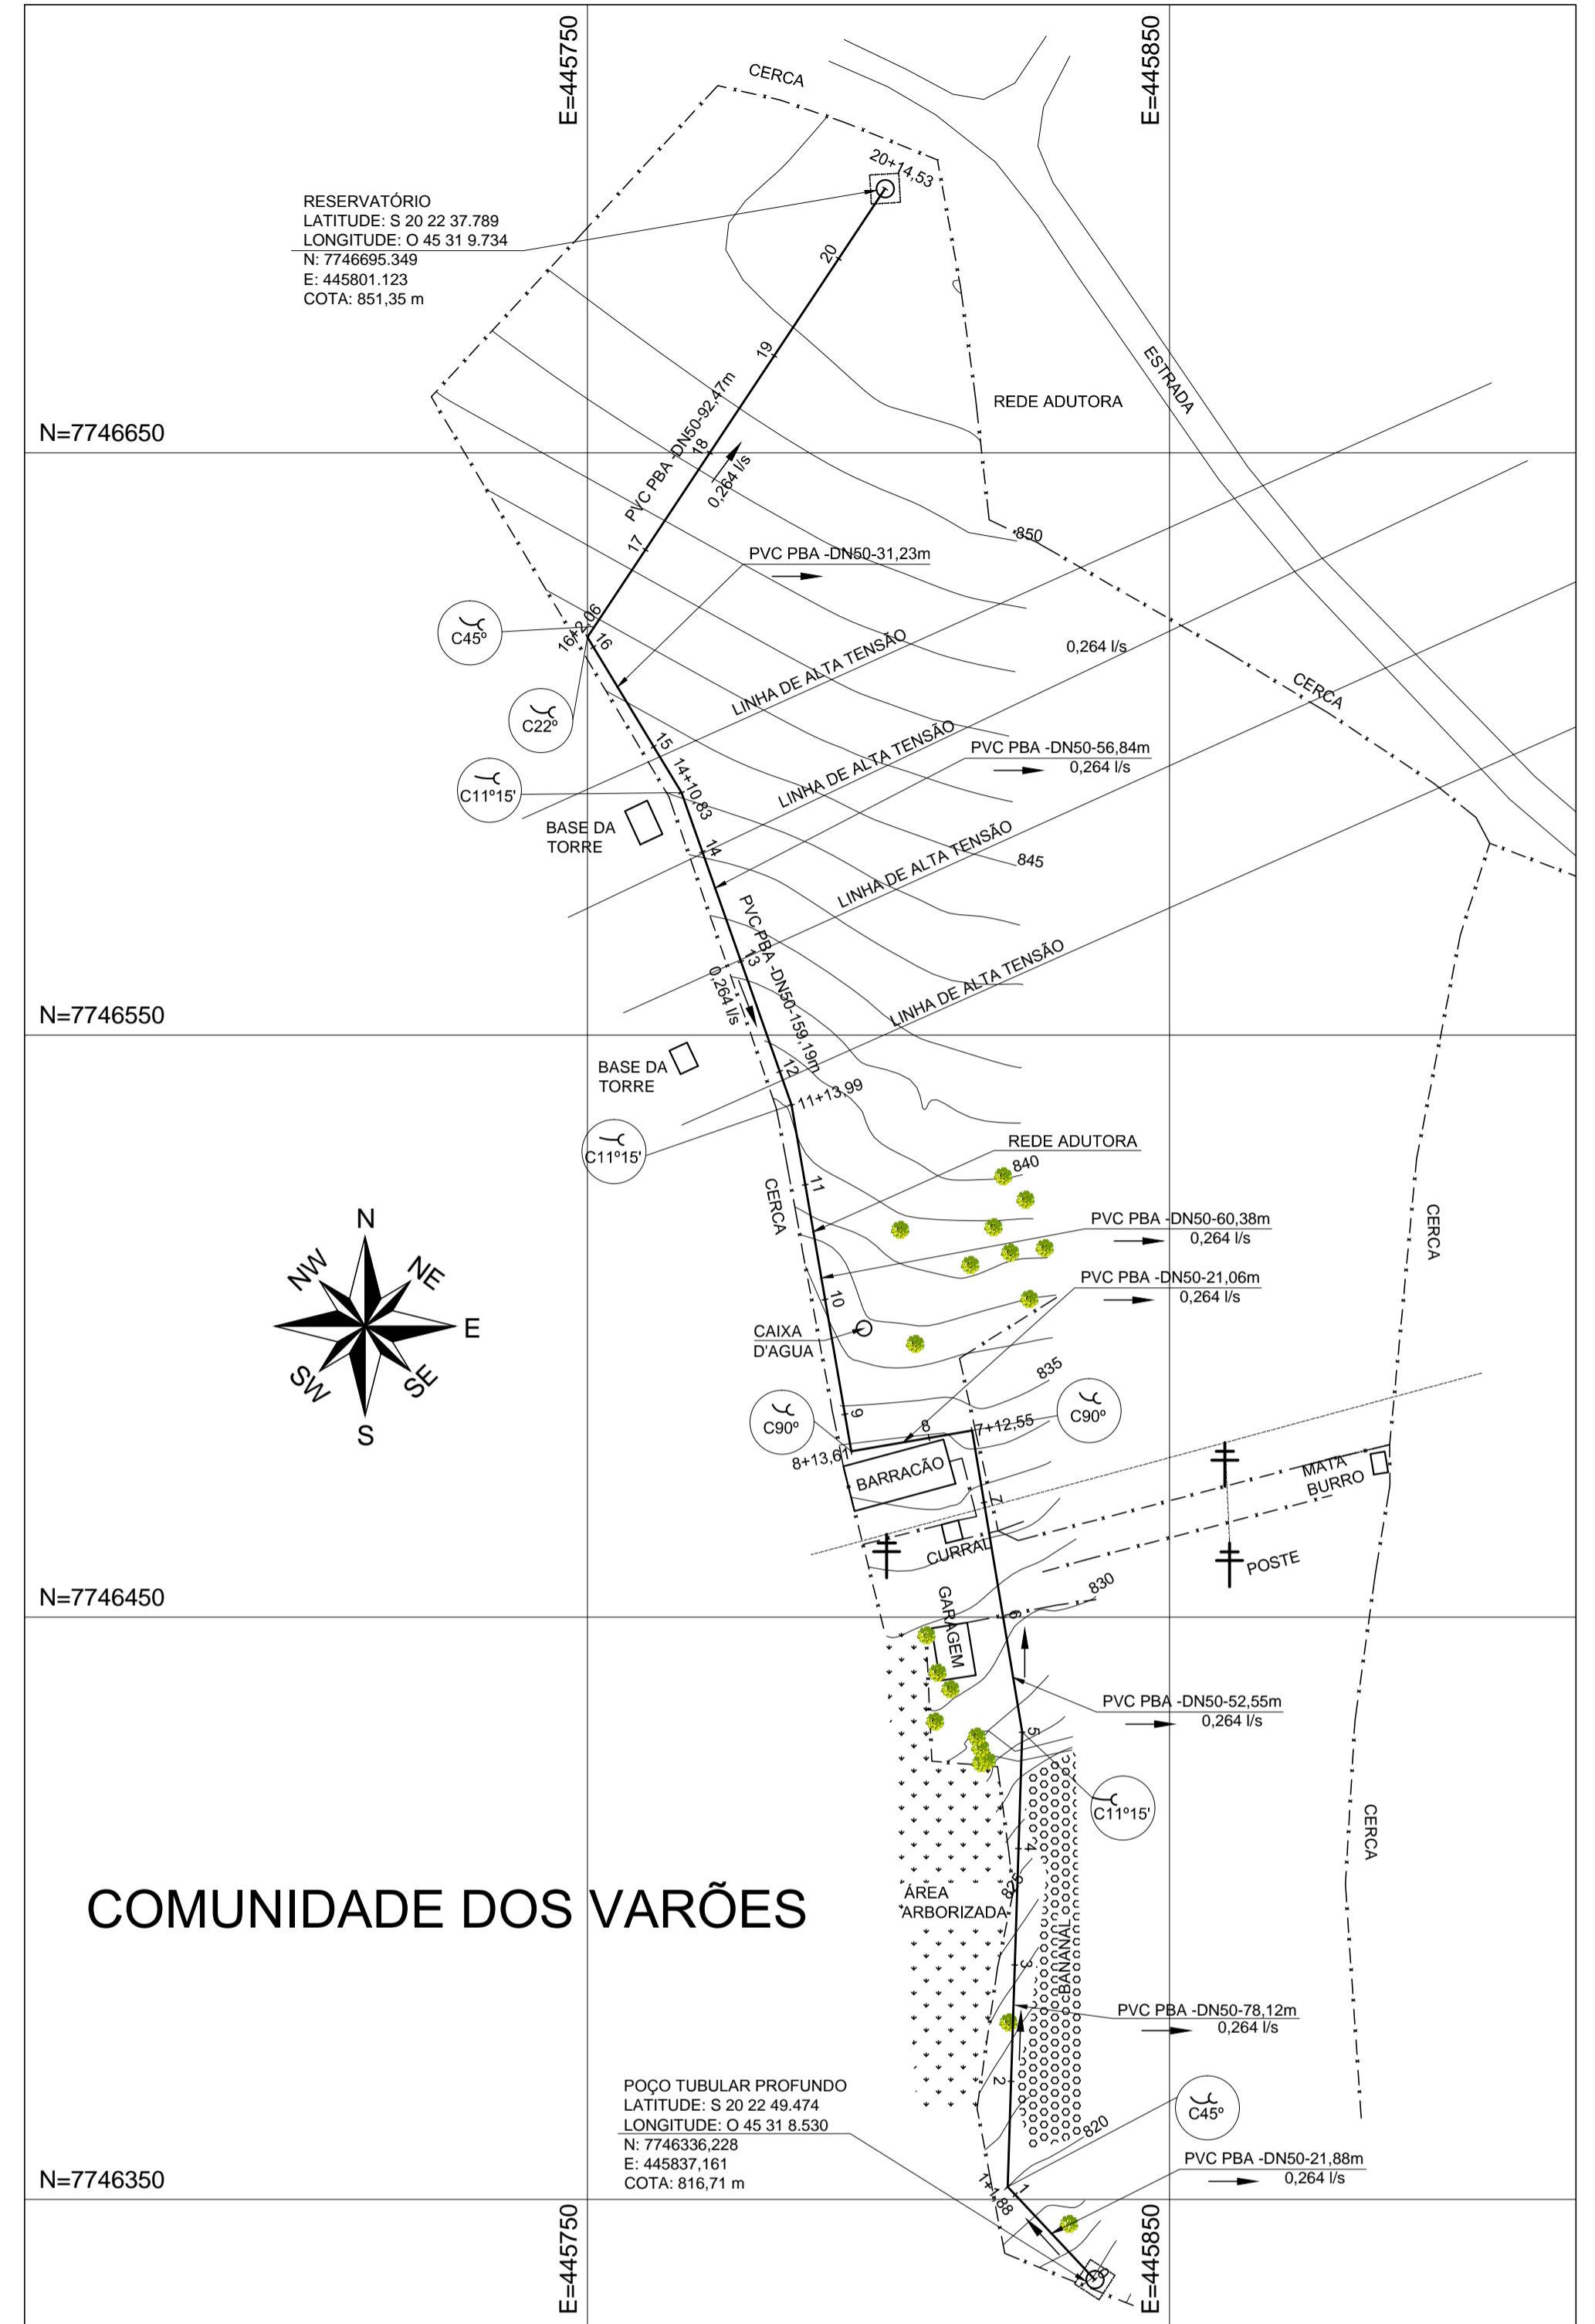 E=445750
E=445850
CERCA
20+14,53
RESERVATÓRIO
LATITUDE: S 20 22 37.789
LONGITUDE: O 45 31 9.734
N: 7746695.349
E: 445801.123
COTA: 851,35 m
20
19
ESTRADA
REDE ADUTORA
PVC PBA -DN50-92,47m
N=7746650
18
0,264 l/s
17
850
PVC PBA -DN50-31,23m
16+2,06
C45º
16
0,264 l/s
LINHA DE ALTA TENSÃO
CERCA
C22º
15
LINHA DE ALTA TENSÃO
PVC PBA -DN50-56,84m
0,264 l/s
14+10,83
C11º15'
BASE DA
TORRE
14
LINHA DE ALTA TENSÃO
845
PVC PBA -DN50-159,19m
13
0,264 l/s
LINHA DE ALTA TENSÃO
N=7746550
BASE DA
TORRE
12
11+13,99
C11º15'
REDE ADUTORA
840
11
CERCA
CERCA
PVC PBA -DN50-60,38m
0,264 l/s
N
NW
NE
E
SW
SE
S
10
PVC PBA -DN50-21,06m
0,264 l/s
CAIXA
D'AGUA
835
9
C90º
8
7+12,55
C90º
8+13,61
BARRACÃO
MATA
BURRO
7
CURRAL
POSTE
830
N=7746450
GARAGEM
6
PVC PBA -DN50-52,55m
0,264 l/s
5
C11º15'
CERCA
4
COMUNIDADE DOS VARÕES
ÁREA
ARBORIZADA
825
BANANAL
3
PVC PBA -DN50-78,12m
0,264 l/s
2
POÇO TUBULAR PROFUNDO
LATITUDE: S 20 22 49.474
LONGITUDE: O 45 31 8.530
N: 7746336,228
E: 445837,161
COTA: 816,71 m
C45º
820
PVC PBA -DN50-21,88m
0,264 l/s
N=7746350
1
1+1,88
0
E=445750
E=445850